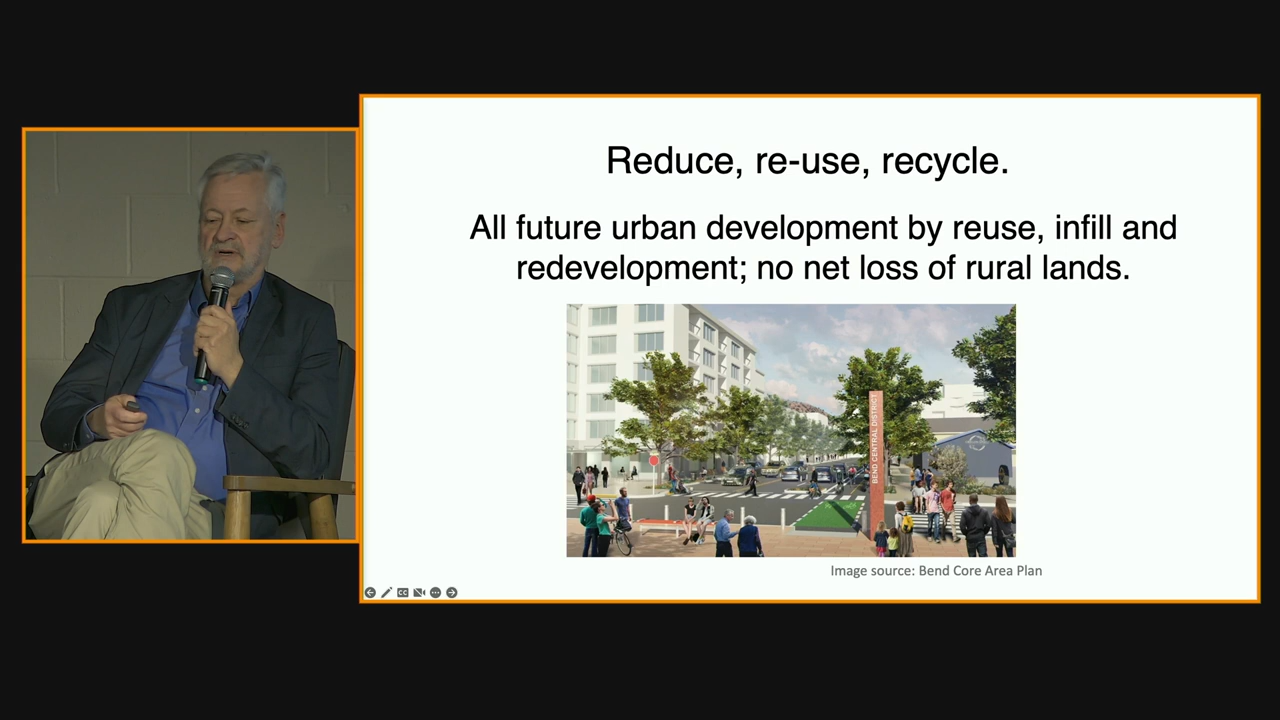 Reduce, re-use, recycle.
All future urban development by reuse, infill and
redevelopment; no net loss of rural lands.
BEND CENTRAL DISTRICT
Image source: Bend Core Area Plan
CC